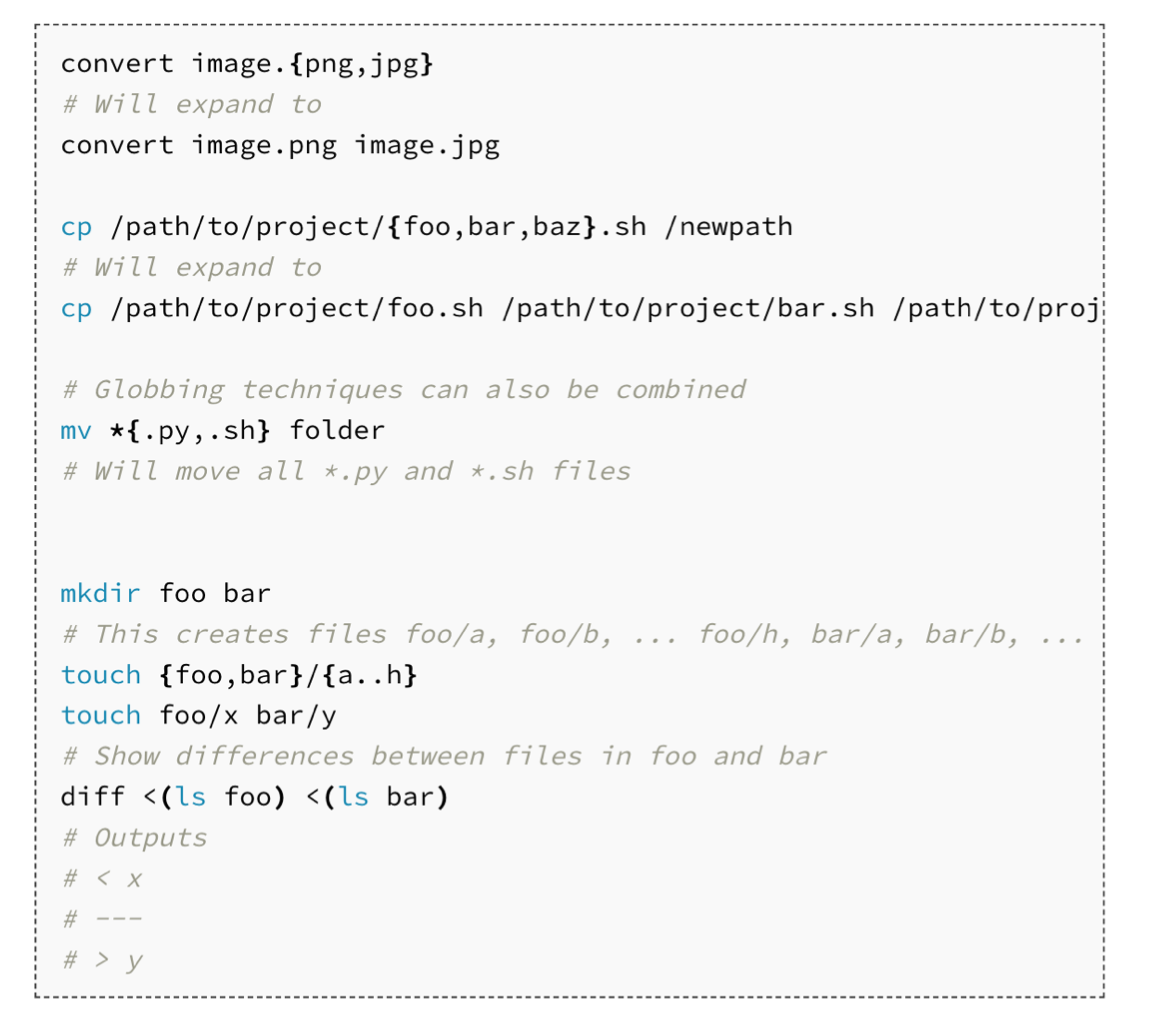 convert image.{png,jpg}
# Will expand to
convert image.png image.jpg
cp /path/to/project/{foo,bar,baz}.sh /newpath
# Will expand to
cp /path/to/project/foo.sh /path/to/project/bar.sh /path/to/proj
# Globbing techniques can also be combined
mv *{.py,.sh} folder
# Will move all *.py and *.sh files
mkdir foo bar
# This creates files foo/a, foo/b, ... foo/h, bar/a, bar/b, ...
touch {foo,bar}/{a..h}
touch foo/x bar/y
# Show differences between files in foo and bar
diff <(ls foo) <(ls bar)
# Outputs
# < x
# ---
# > y